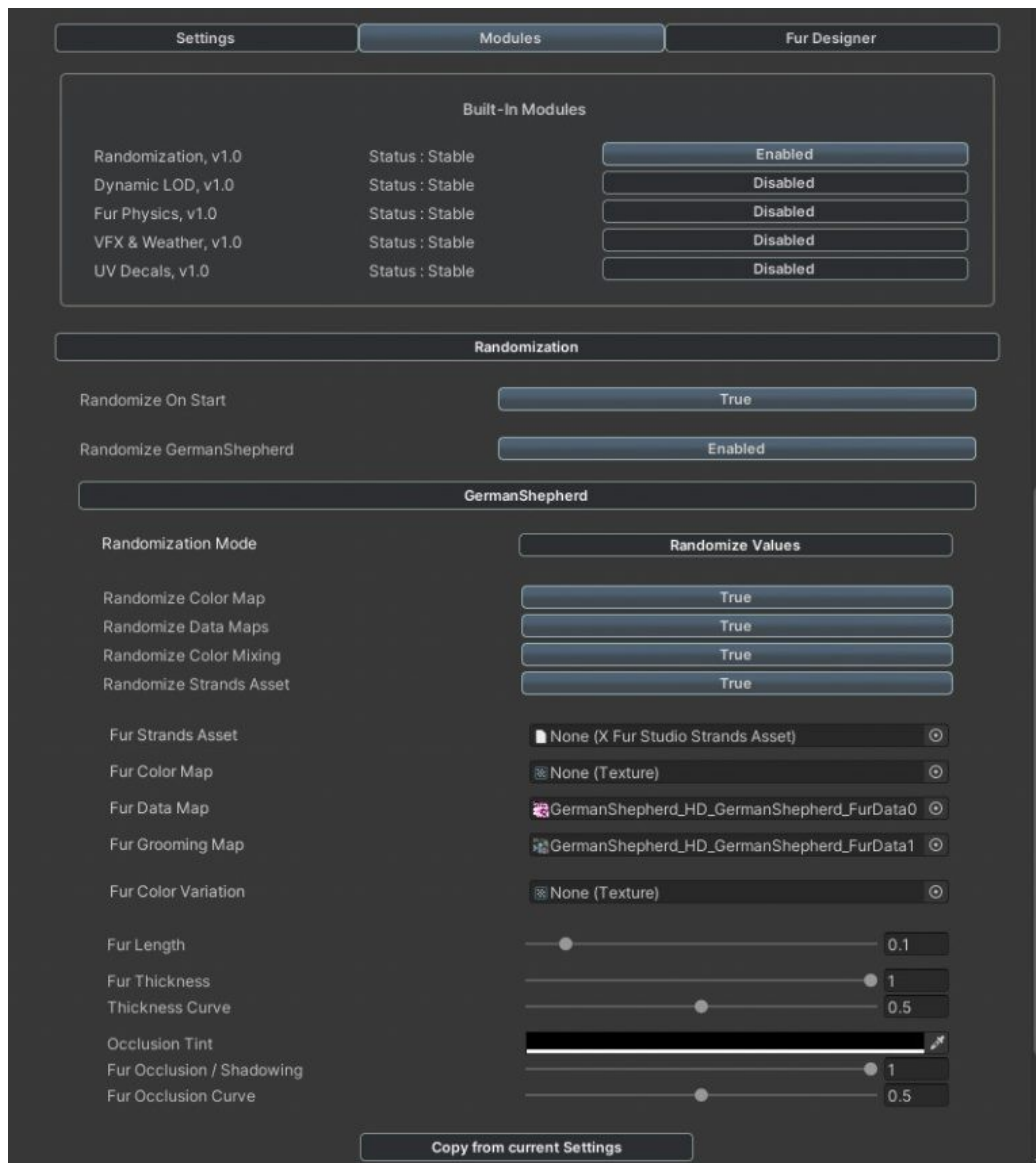 Settings Modules Fur Designer
Built-In Modules
Randomization, v1.0 Status : Stable Enabled
Dynamic LOD, v1.0 Status : Stable Disabled
Fur Physics, v1.0 Status : Stable Disabled
VFX & Weather, v1.0 Status : Stable Disabled
UV Decals, v1.0 Status : Stable Disabled
Randomization
Randomize On Start True
Randomize GermanShepherd Enabled
GermanShepherd
Randomization Mode Randomize Values
Randomize Color Map True
Randomize Data Maps True
Randomize Color Mixing True
Randomize Strands Asset True
Fur Strands Asset None (X Fur Studio Strands Asset)
Fur Color Map None (Texture)
Fur Data Map GermanShepherd_HD_GermanShepherd_FurData0
Fur Grooming Map GermanShepherd_HD_GermanShepherd_FurData1
Fur Color Variation None (Texture)
Fur Length 0.1
Fur Thickness 1
Thickness Curve 0.5
Occlusion Tint
Fur Occlusion / Shadowing 1
Fur Occlusion Curve 0.5
Copy from current Settings